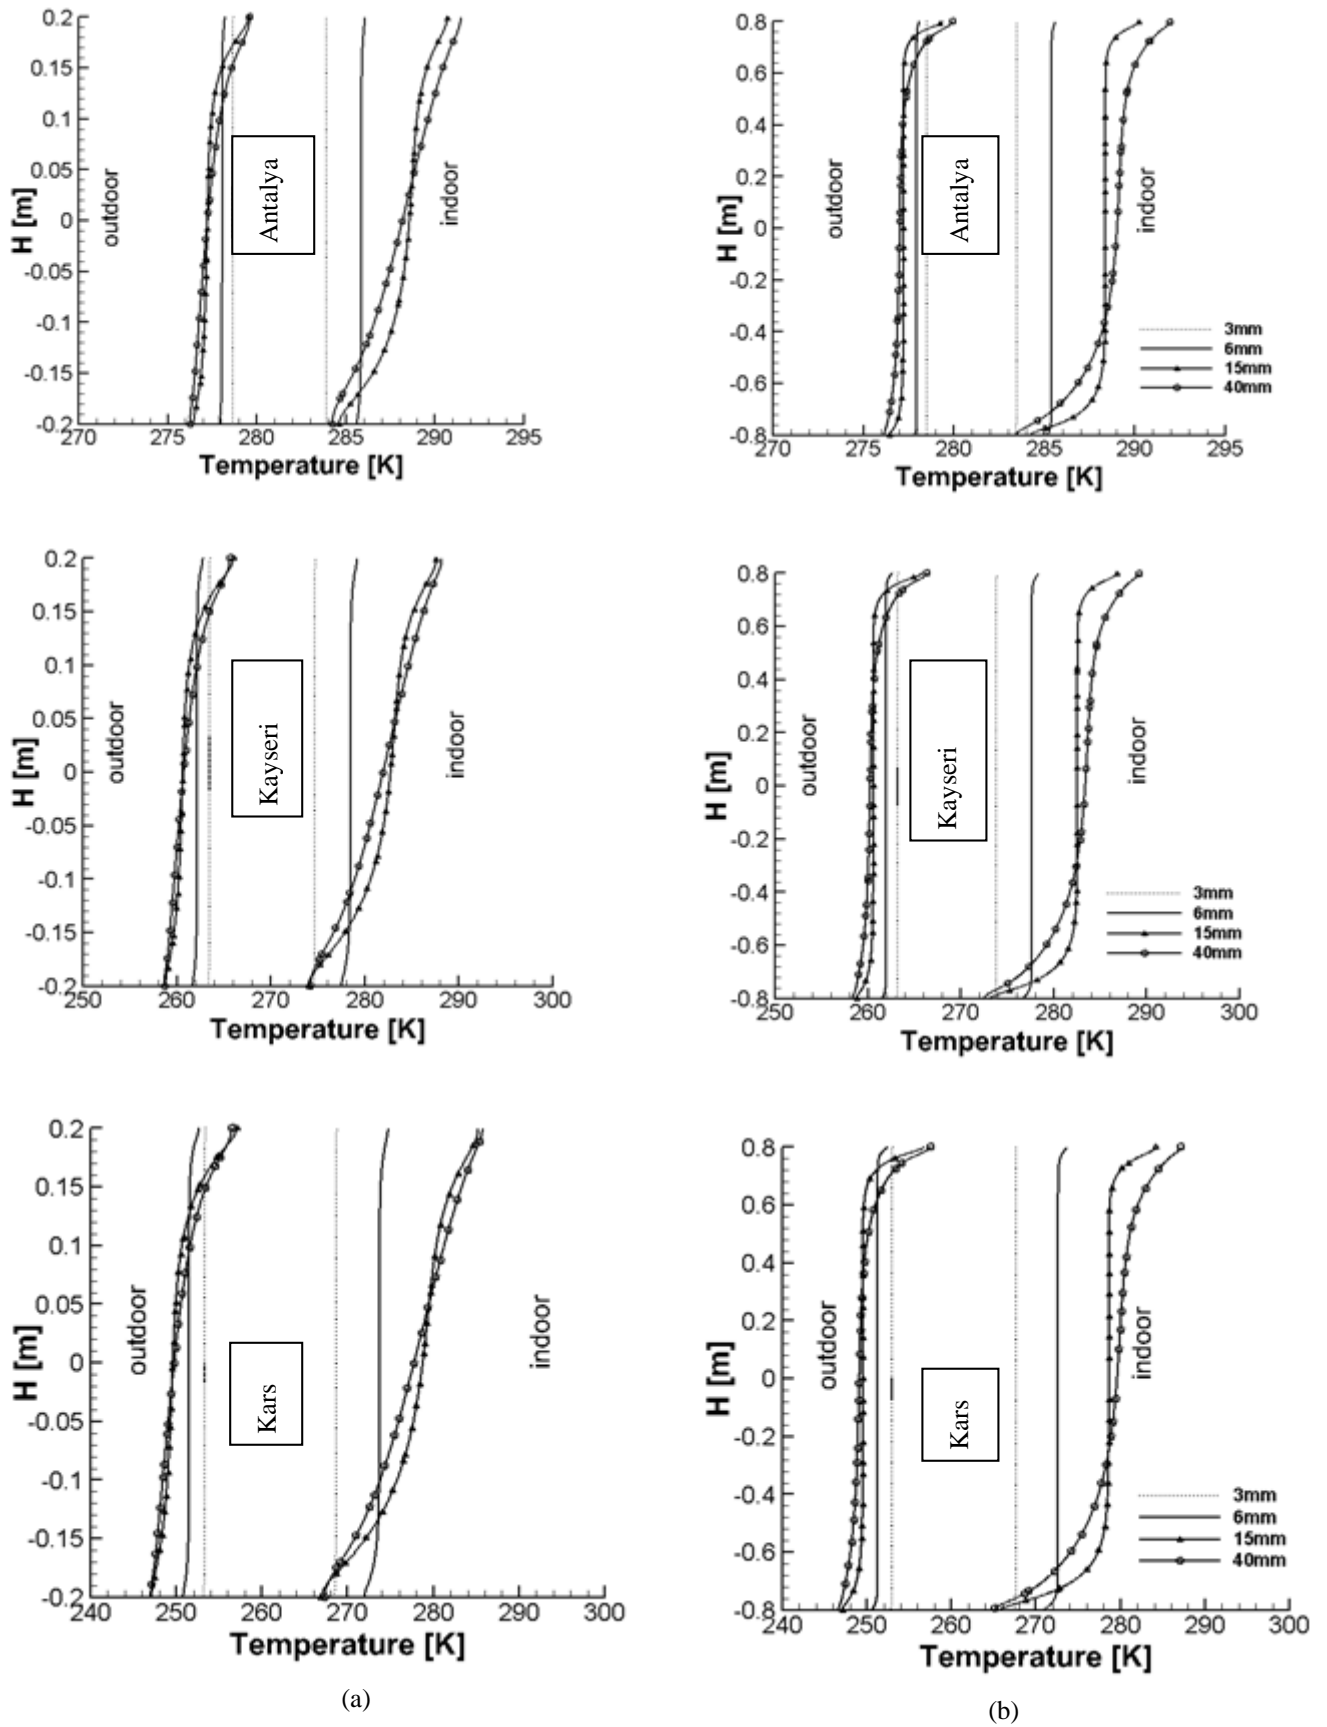 0.2
0.15
0.1
0.05
0
-0.05
-0.1
-0.15
-0.2
H [m]
outdoor
Antalya
indoor
270 275 280 285 290 295
Temperature [K]
0.8
0.6
0.4
0.2
0
-0.2
-0.4
-0.6
-0.8
H [m]
outdoor
Antalya
indoor
3mm
6mm
15mm
40mm
270 275 280 285 290 295
Temperature [K]
0.2
0.15
0.1
0.05
0
-0.05
-0.1
-0.15
-0.2
H [m]
outdoor
Kayseri
indoor
250 260 270 280 290 300
Temperature [K]
0.8
0.6
0.4
0.2
0
-0.2
-0.4
-0.6
-0.8
H [m]
outdoor
Kayseri
indoor
3mm
6mm
15mm
40mm
250 260 270 280 290 300
Temperature [K]
0.2
0.15
0.1
0.05
0
-0.05
-0.1
-0.15
-0.2
H [m]
outdoor
Kars
indoor
240 250 260 270 280 290 300
Temperature [K]
0.8
0.6
0.4
0.2
0
-0.2
-0.4
-0.6
-0.8
H [m]
outdoor
Kars
indoor
3mm
6mm
15mm
40mm
240 250 260 270 280 290 300
Temperature [K]
(a)
(b)